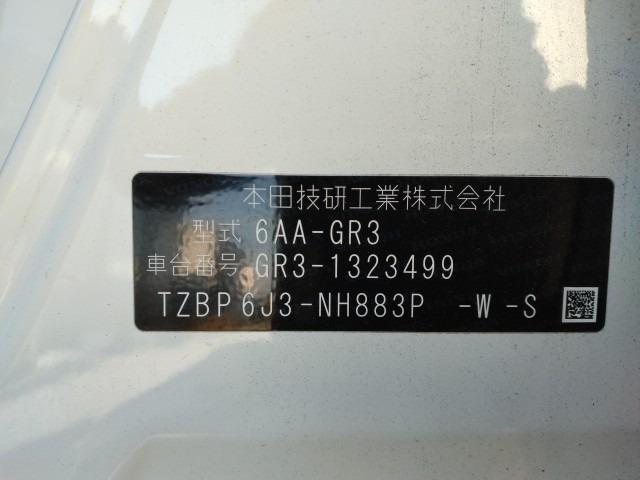 本田技研工業株式会社
型式 6AA-GR3
車台番号 GR3-1323499
TZBP 6J3-NH883P -W -S